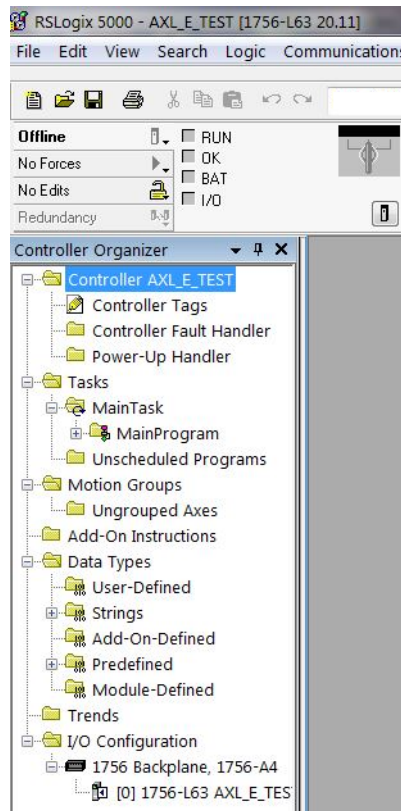 RSLogix 5000 - AXL_E_TEST [1756-L63 20.11]
File Edit View Search Logic Communications
Offline
RUN
No Forces
OK
BAT
No Edits
I/O
Redundancy
Controller Organizer
Controller AXL_E_TEST
Controller Tags
Controller Fault Handler
Power-Up Handler
Tasks
MainTask
MainProgram
Unscheduled Programs
Motion Groups
Ungrouped Axes
Add-On Instructions
Data Types
User-Defined
Strings
Add-On-Defined
Predefined
Module-Defined
Trends
I/O Configuration
1756 Backplane, 1756-A4
[0] 1756-L63 AXL_E_TES